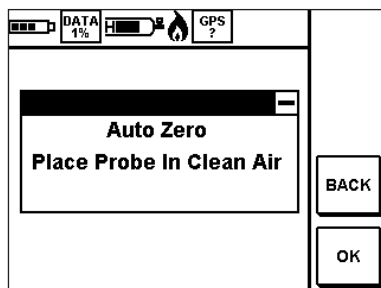 DATA
1%
H
GPS
?
Auto Zero
Place Probe In Clean Air
BACK
OK